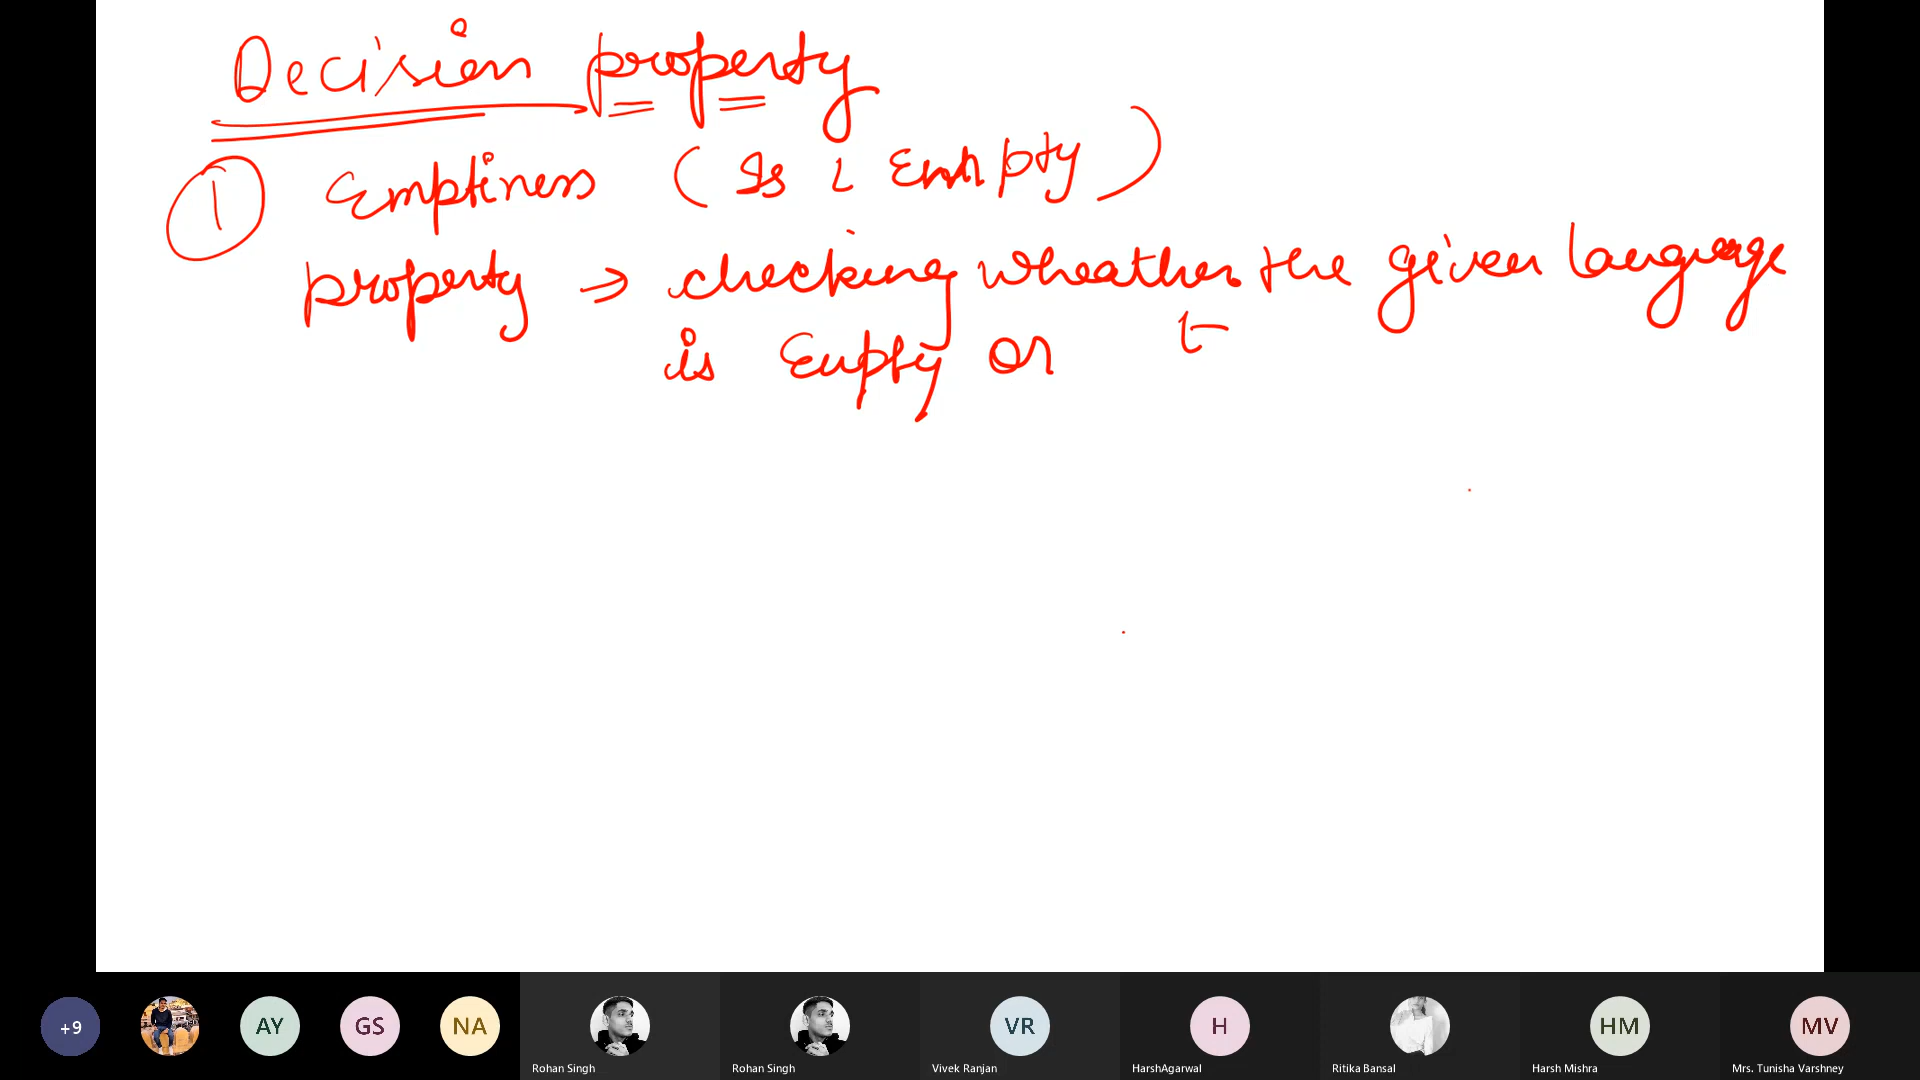 Decision property
1 Emptiness (Is L Empty)
property → checking wheather the given language
is Empty or t
+9
AY
GS
NA
VR
H
HM
MV
Rohan Singh
Rohan Singh
Vivek Ranjan
HarshAgarwal
Ritika Bansal
Harsh Mishra
Mrs. Tunisha Varshney